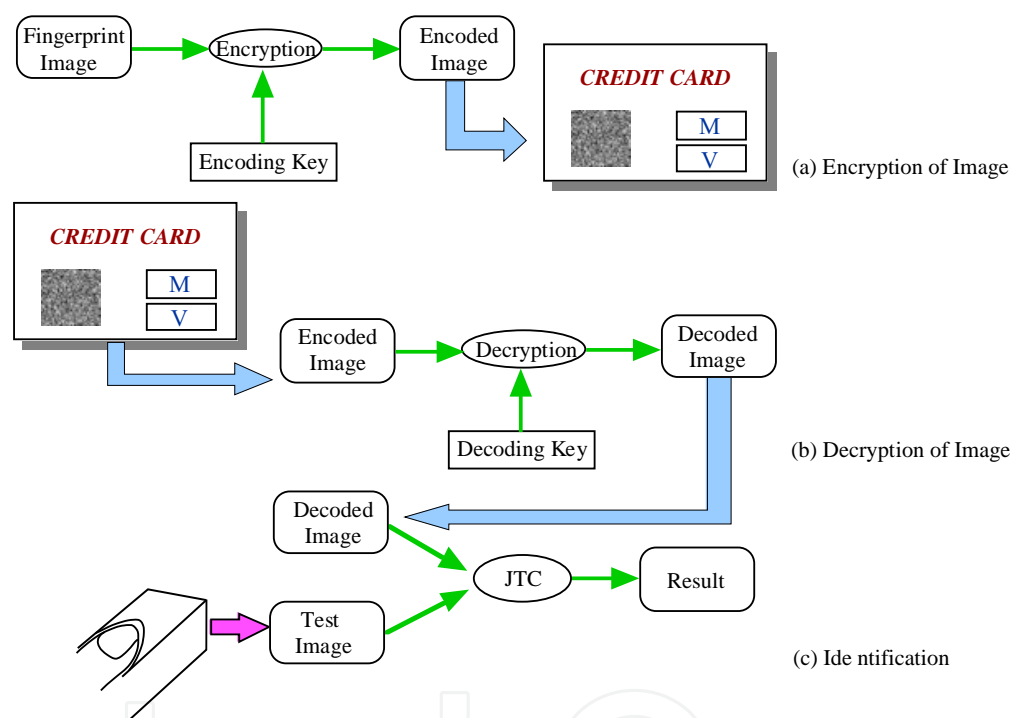 Fingerprint
Image
Encryption
Encoded
Image
Encoding Key
CREDIT CARD
M
V
(a) Encryption of Image
CREDIT CARD
M
V
Encoded
Image
Decryption
Decoded
Image
Decoding Key
(b) Decryption of Image
Decoded
Image
JTC
Result
Test
Image
(c) Ide ntification